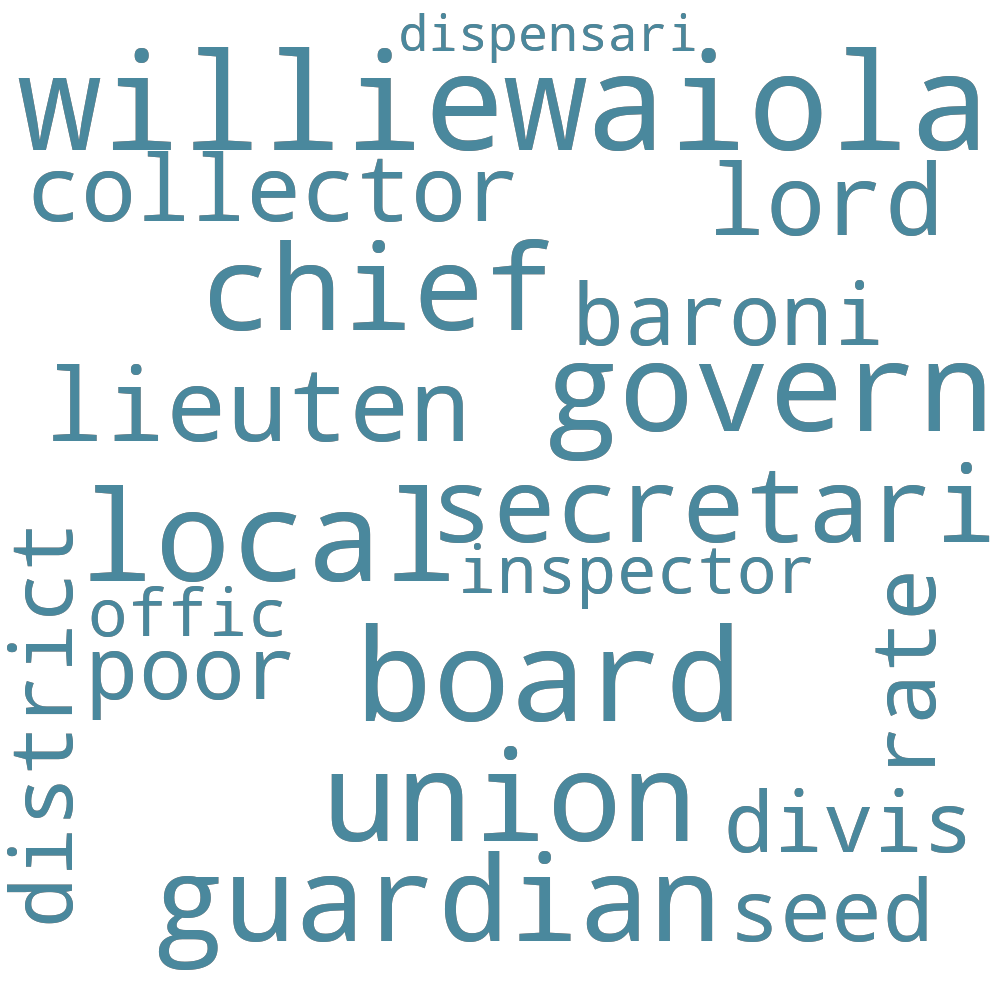 dispensari
williewaiola
collector
lord
chief
baroni
govern
lieuten
secretari
local
inspector
offic
poor
district
rate
board
union
divis
guardian
seed